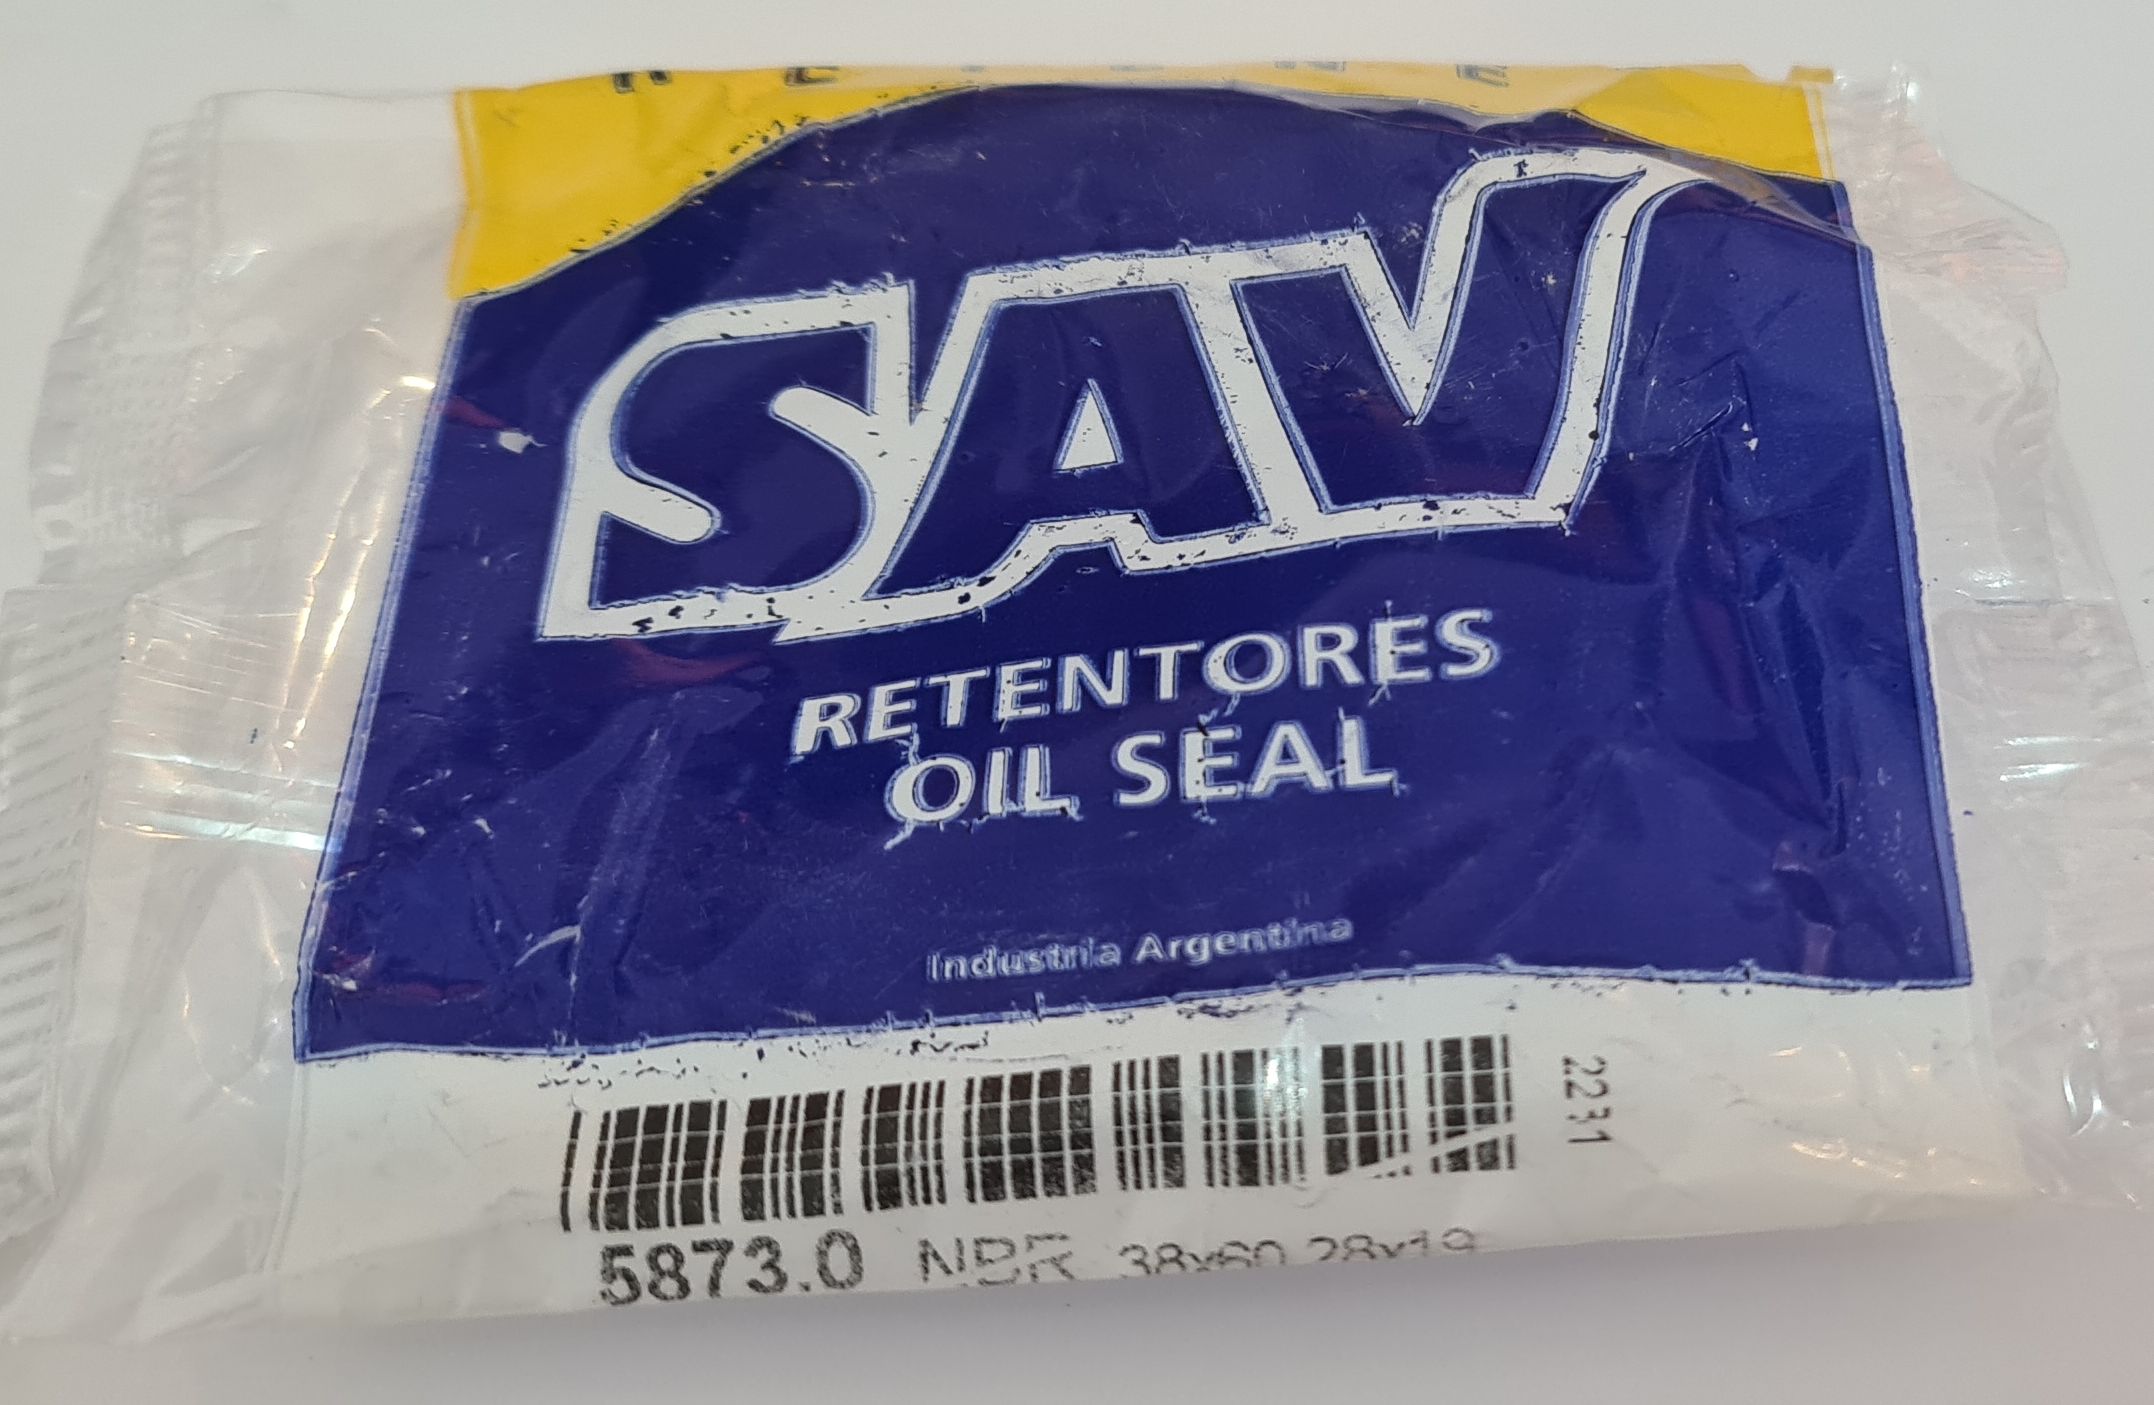 SAV
RETENTORES
OIL SEAL
Industria Argentina
2231
5873.0 NBR 38x60.28x19